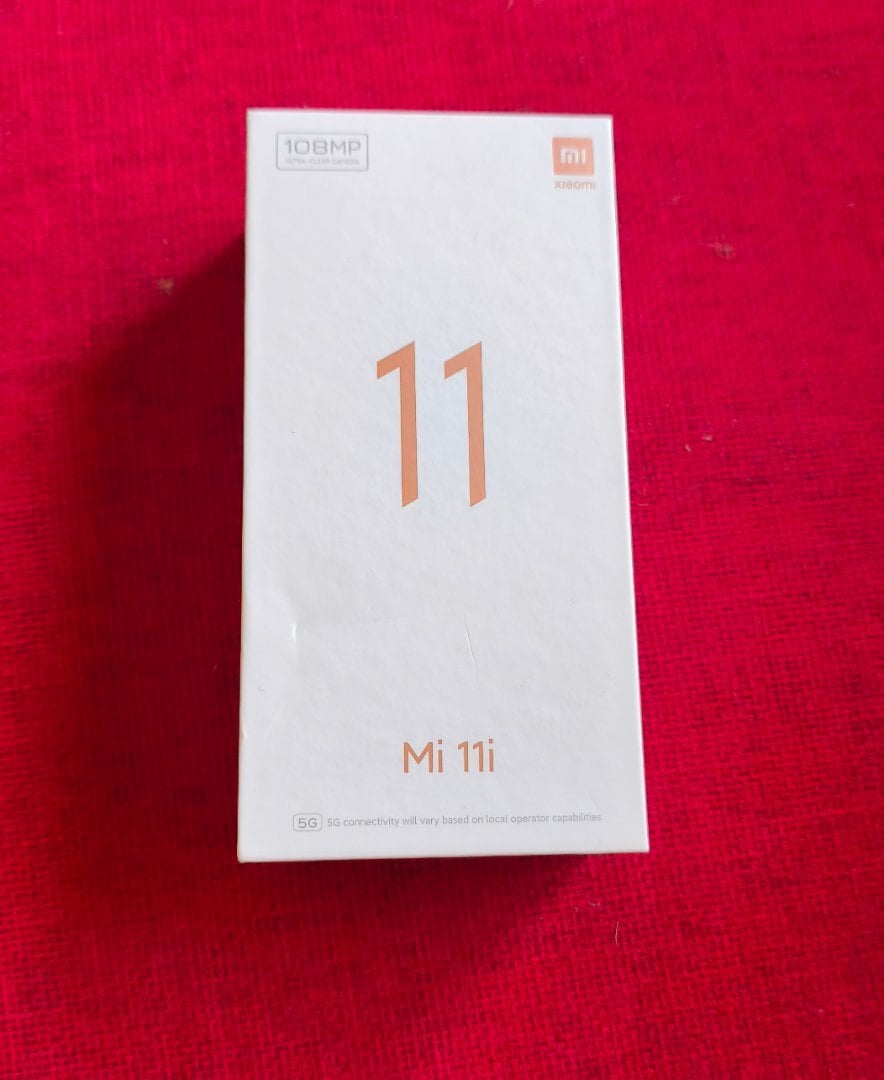 108MP
ULTRA-CLEAR CAMERA
mi
xiaomi
11
Mi 11i
5G 5G connectivity will vary based on local operator capabilities